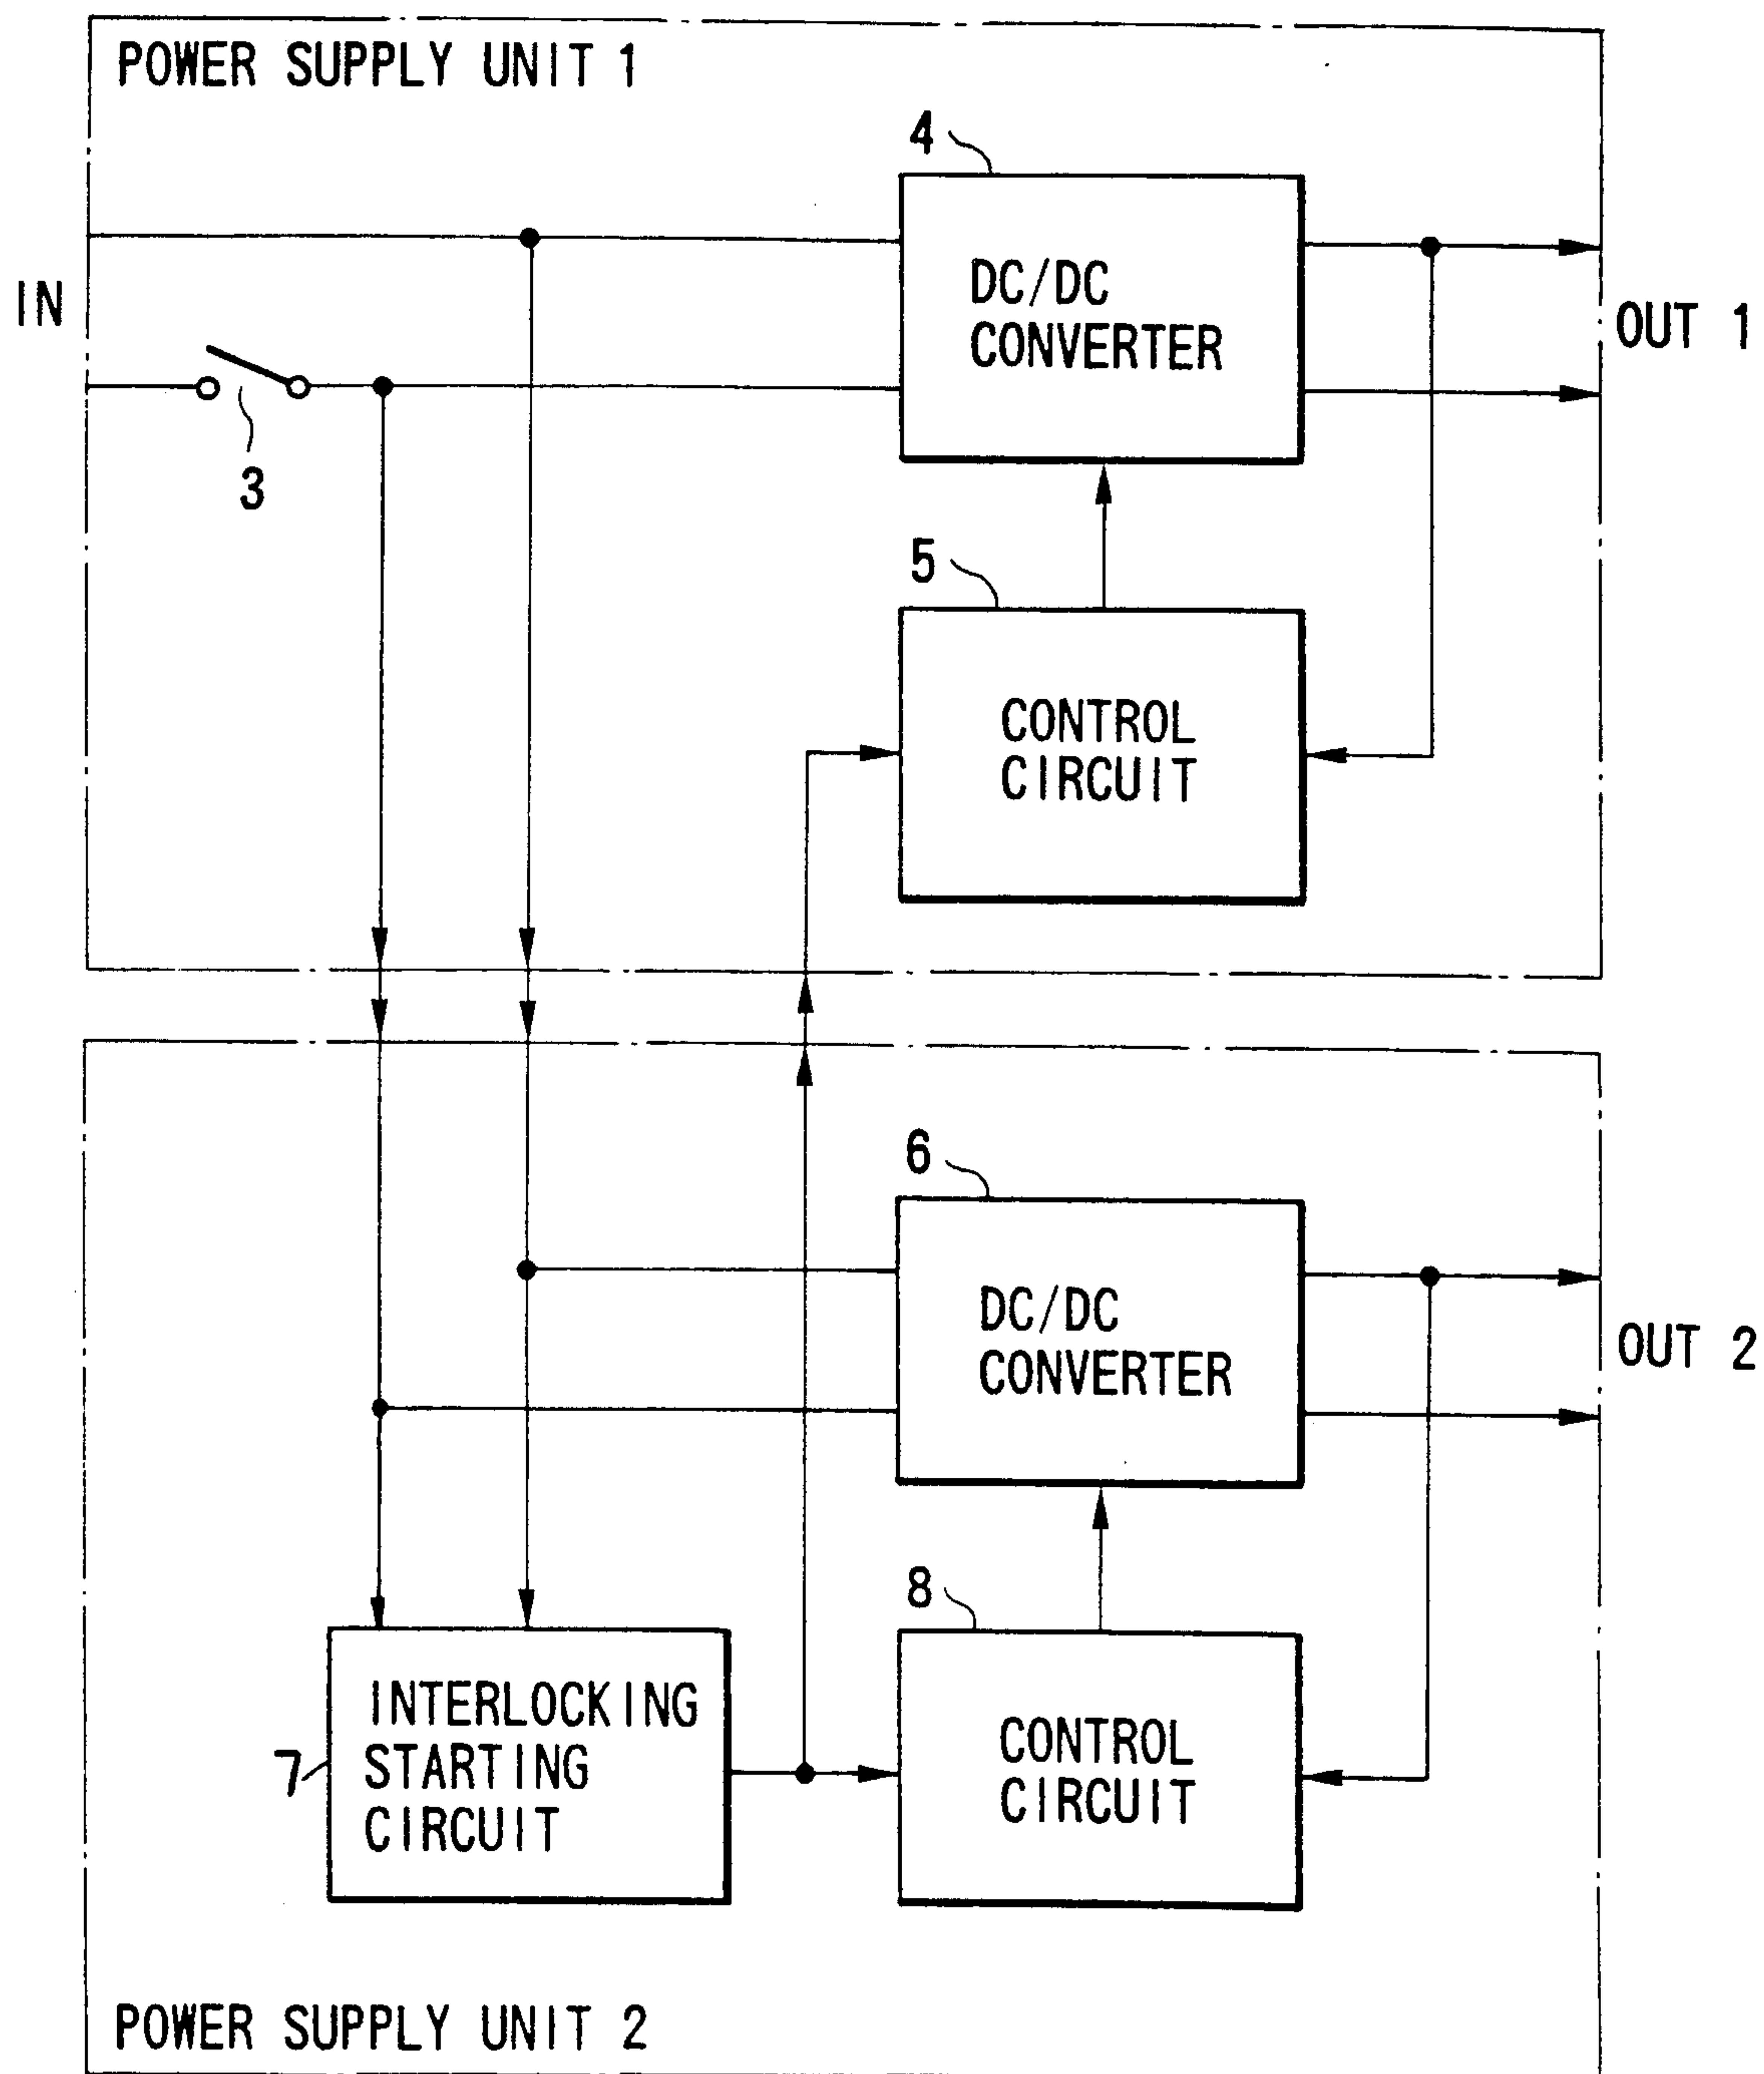 POWER SUPPLY UNIT 1
4
DC/DC
CONVERTER
IN
OUT 1
3
5
CONTROL
CIRCUIT
6
DC/DC
CONVERTER
OUT 2
8
INTERLOCKING
STARTING
CIRCUIT
7
CONTROL
CIRCUIT
POWER SUPPLY UNIT 2